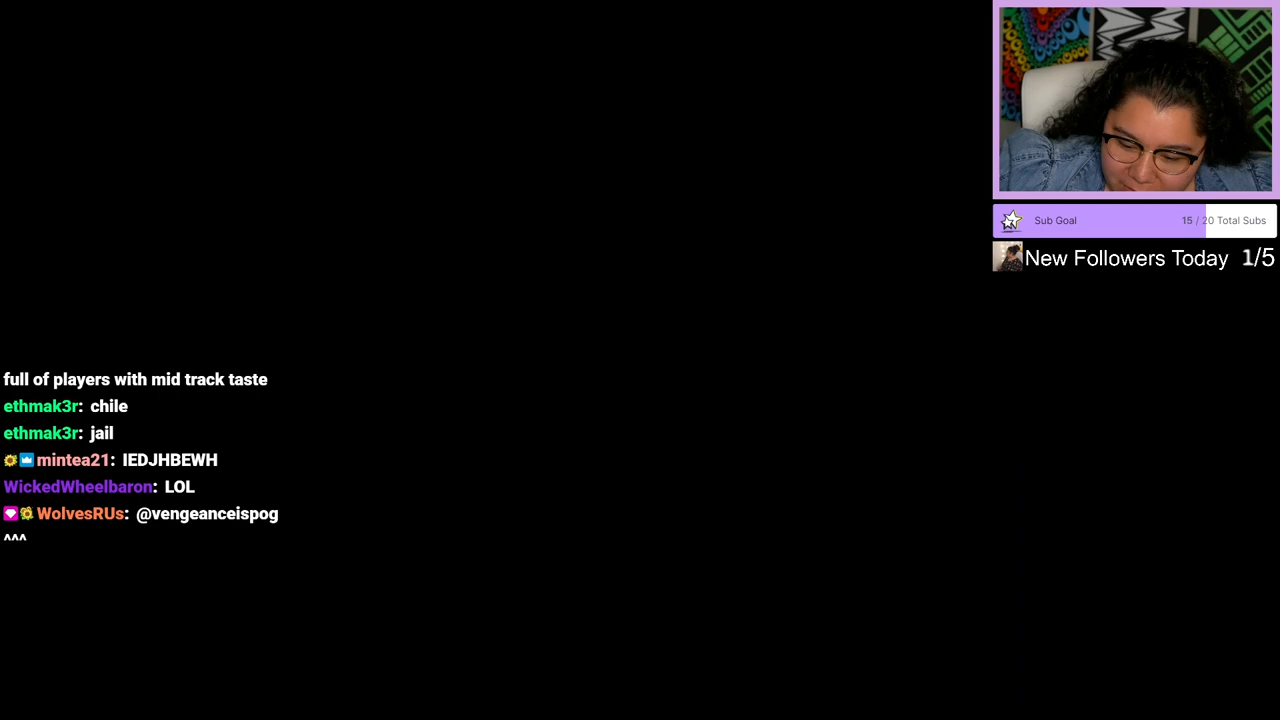 Sub Goal 15 / 20 Total Subs
New Followers Today 1/5
full of players with mid track taste
ethmak3r: chile
ethmak3r: jail
mintea21: IEDJHBEWH
WickedWheelbaron: LOL
WolvesRUs: @vengeanceispog
^^^